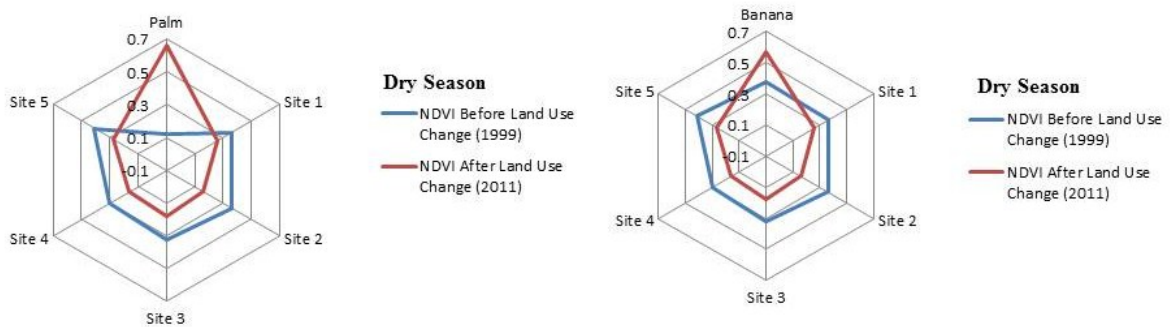 Palm
0.7
0.5
0.3
0.1
-0.1
Site 1
Site 2
Site 3
Site 4
Site 5
Dry Season
NDVI Before Land Use
Change (1999)
NDVI After Land Use
Change (2011)
Banana
0.7
0.5
0.3
0.1
-0.1
Site 1
Site 2
Site 3
Site 4
Site 5
Dry Season
NDVI Before Land Use
Change (1999)
NDVI After Land Use
Change (2011)